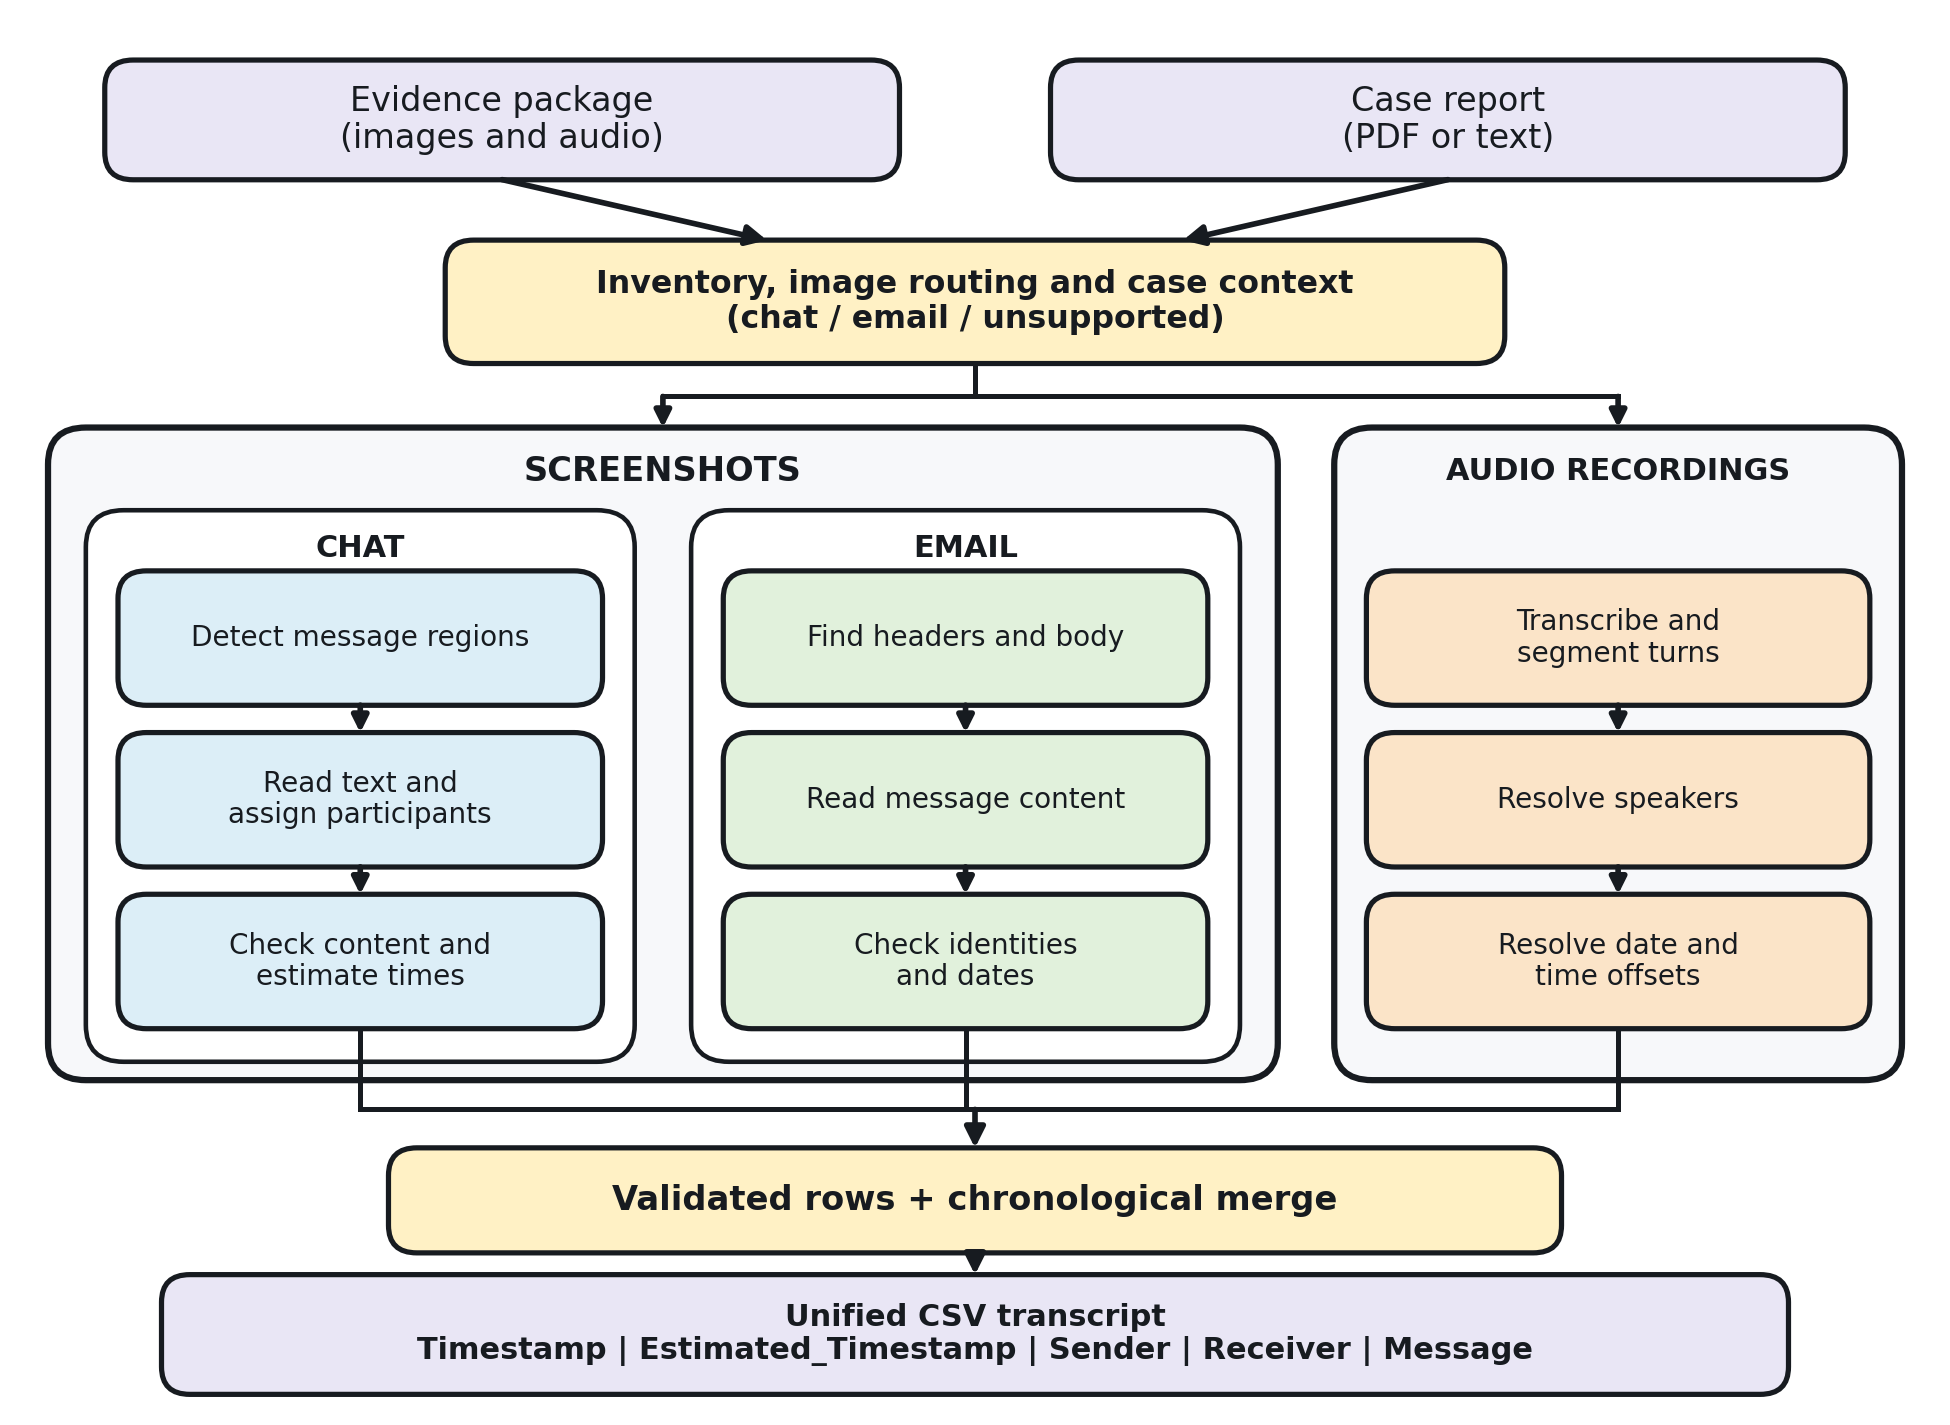 Evidence package
(images and audio)
Case report
(PDF or text)
Inventory, image routing and case context
(chat / email / unsupported)
SCREENSHOTS
CHAT
Detect message regions
Read text and
assign participants
Check content and
estimate times
EMAIL
Find headers and body
Read message content
Check identities
and dates
AUDIO RECORDINGS
Transcribe and
segment turns
Resolve speakers
Resolve date and
time offsets
Validated rows + chronological merge
Unified CSV transcript
Timestamp | Estimated_Timestamp | Sender | Receiver | Message